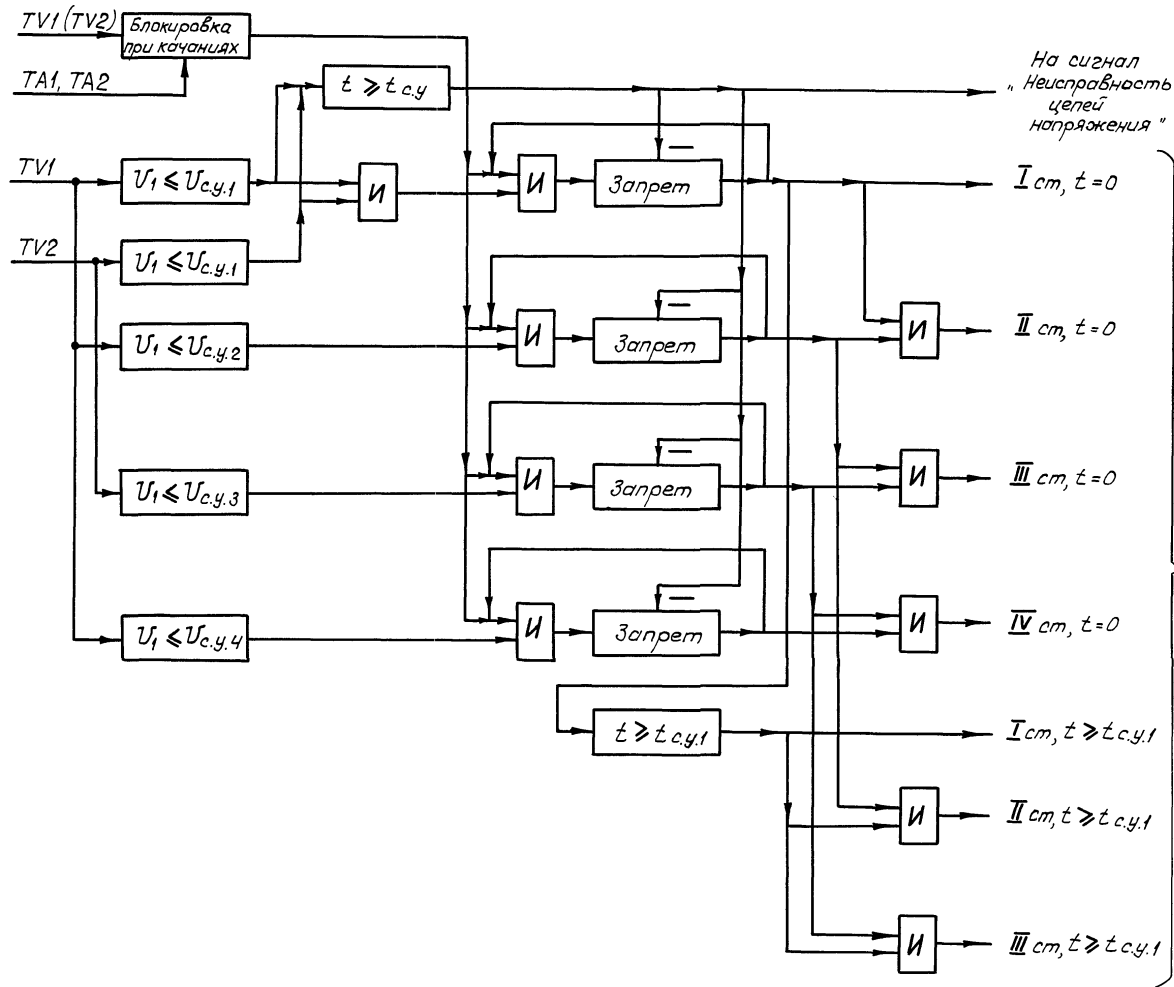 TV1 (TV2)
Блокировка
при качаниях
TA1, TA2
t ⩾ t с.у
На сигнал
„ Неисправность
цепей
напряжения "
TV1
U1 ⩽ Uс.у.1
И
И
—
Запрет
I ст, t = 0
TV2
U1 ⩽ Uс.у.1
U1 ⩽ Uс.у.2
И
—
Запрет
И
II ст, t = 0
U1 ⩽ Uс.у.3
И
—
Запрет
И
III ст, t = 0
U1 ⩽ Uс.у.4
И
—
Запрет
И
IV ст, t = 0
t ⩾ t с.у.1
I ст, t ⩾ t с.у.1
И
II ст, t ⩾ t с.у.1
И
III ст, t ⩾ t с.у.1